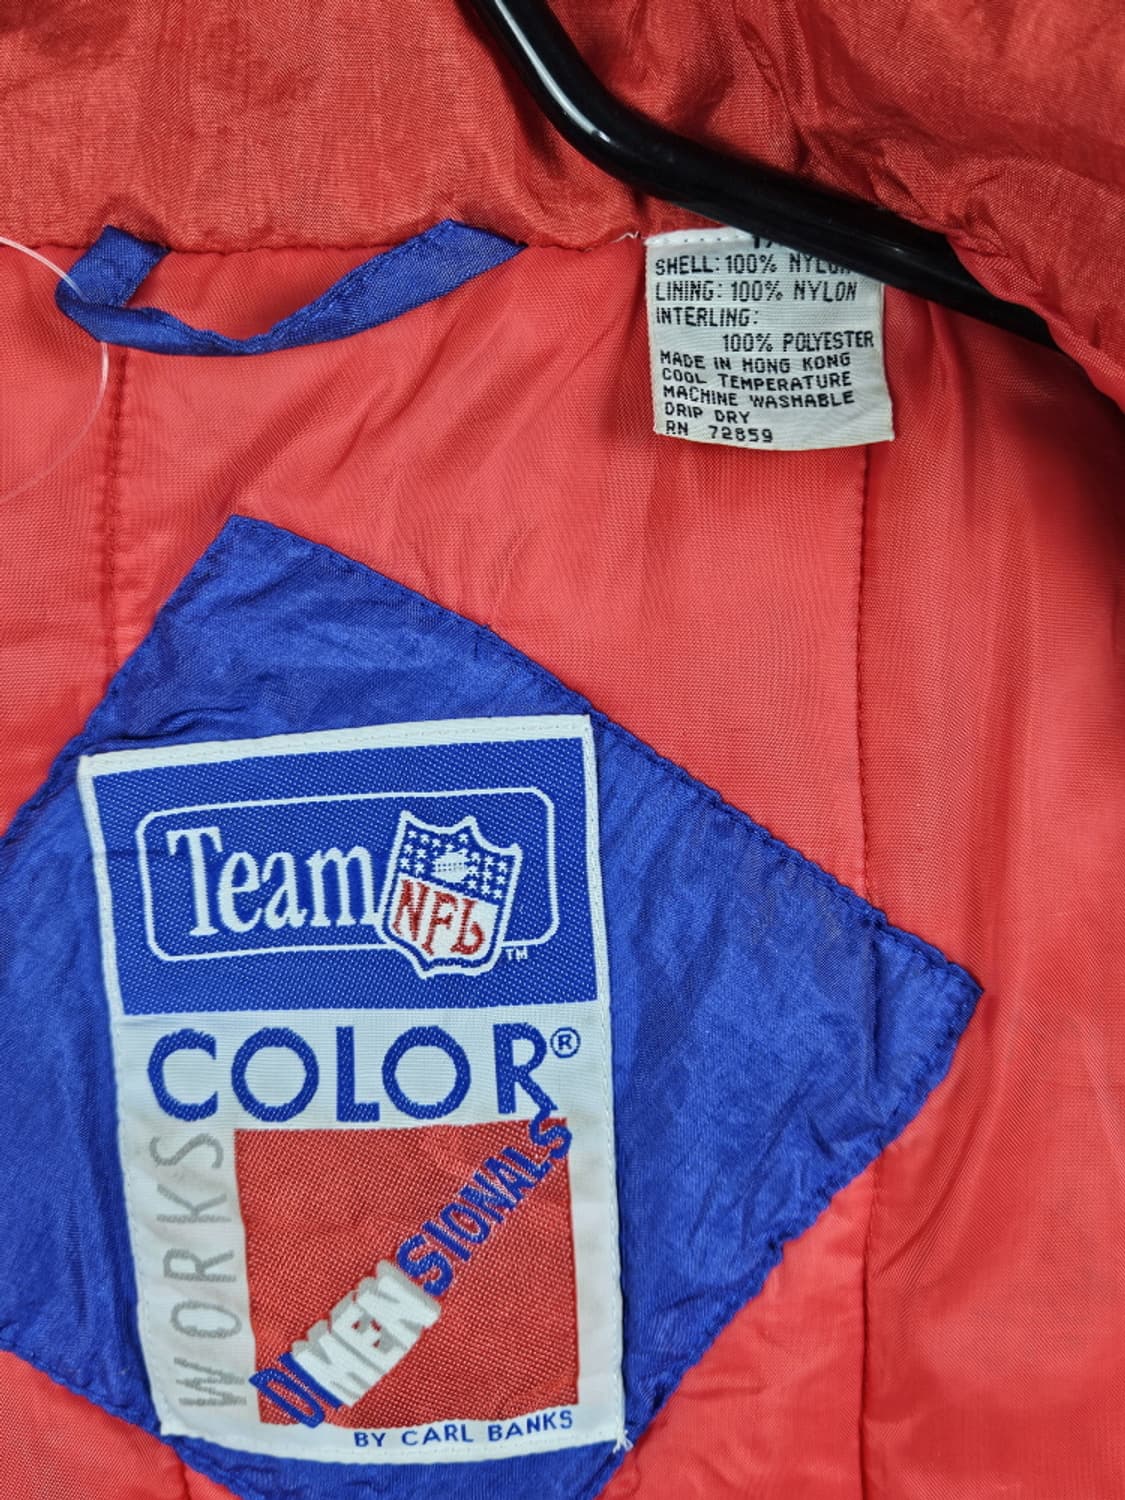 SHELL: 100% NYLON
LINING: 100% NYLON
INTERLING:
100% POLYESTER
MADE IN HONG KONG
COOL TEMPERATURE
MACHINE WASHABLE
DRIP DRY
RN 72859
Team NFL TM
COLOR®
WORKS
DIMENSIONALS
BY CARL BANKS